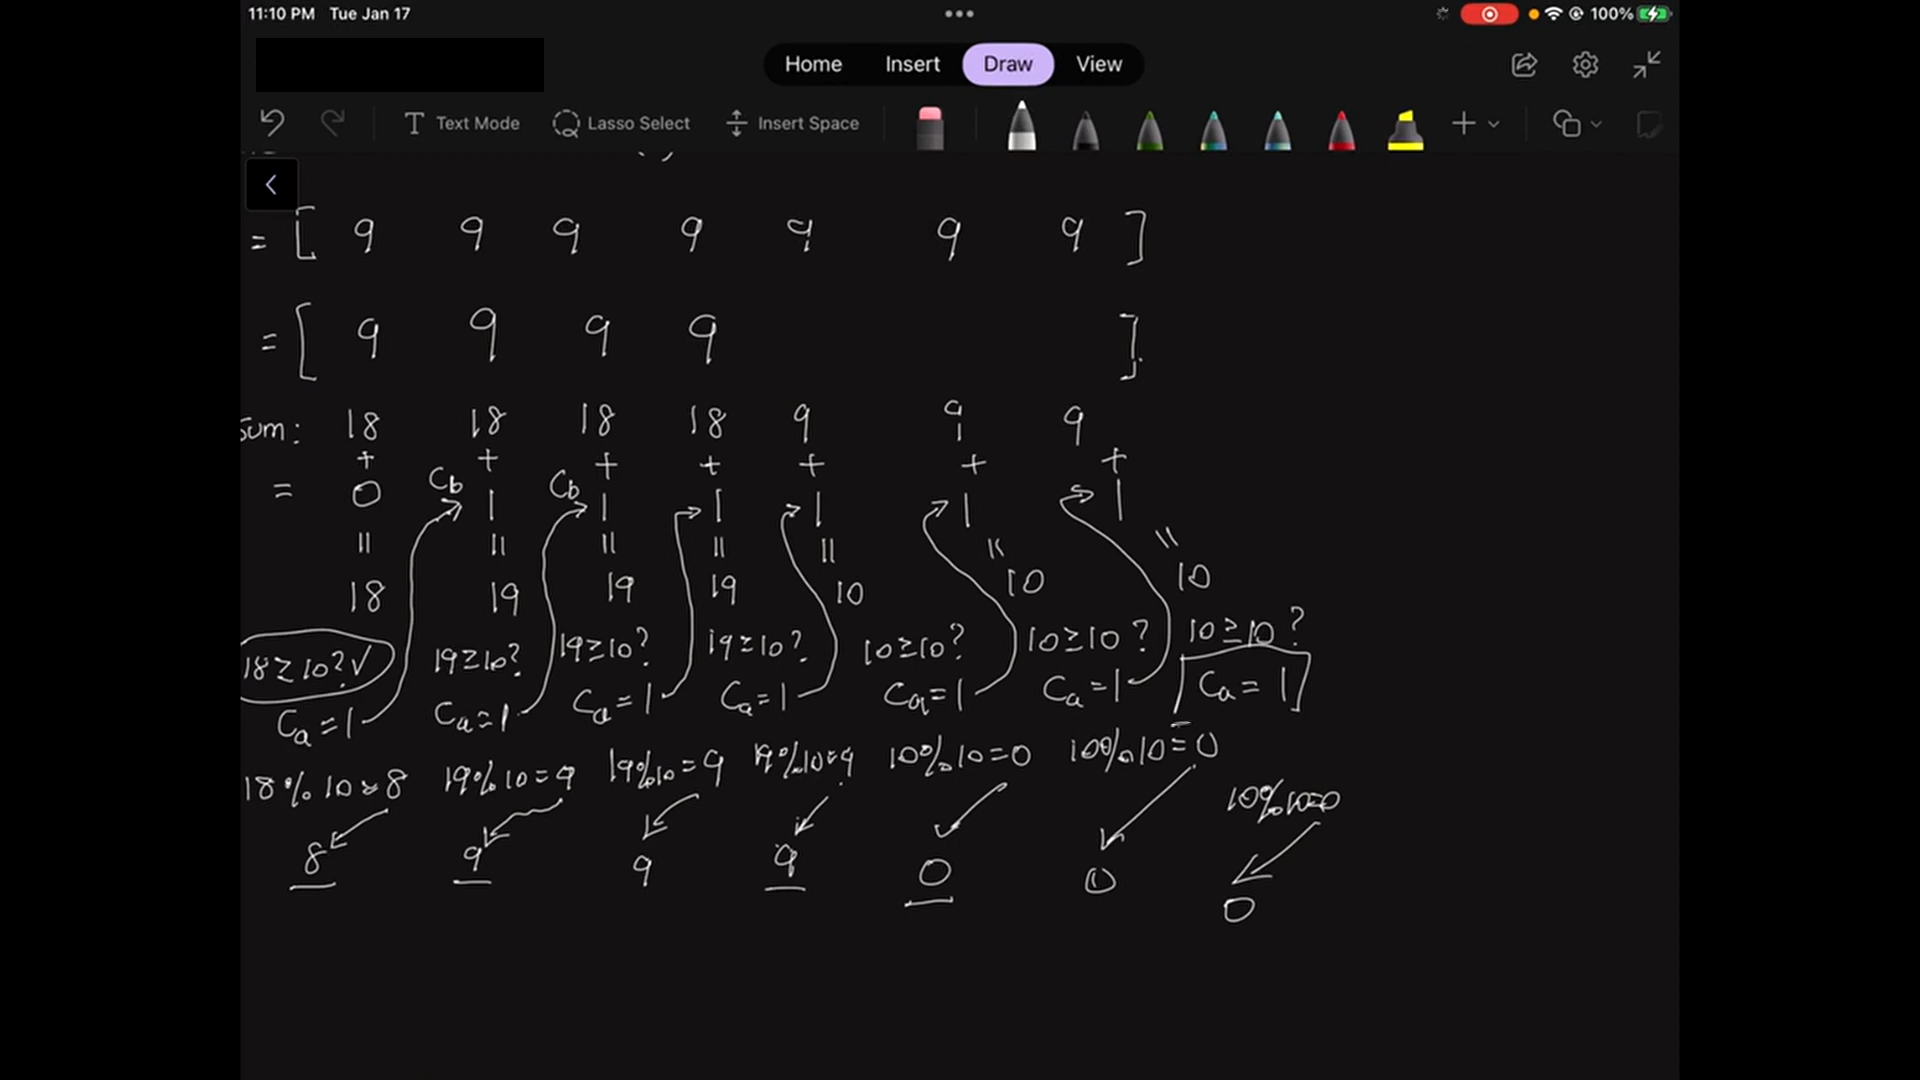 11:10 PM Tue Jan 17
100%
Home Insert Draw View
Text Mode Lasso Select Insert Space
= [ 9 9 9 9 9 9 9 ]
= [ 9 9 9 9 ]
Sum: 18 18 18 18 9 9 9
+ + + + + + +
= 0 Cb 1 Cb 1 1 1 1 1
= = = = = = =
18 19 19 19 10 10 10
18≥10?✓ 19≥10? 19≥10? 19≥10? 10≥10? 10≥10? 10≥10?
Ca=1 Ca=1 Ca=1 Ca=1 Ca=1 Ca=1 Ca=1
18%10=8 19%10=9 19%10=9 19%10=9 10%10=0 10%10=0 10%10=0
8 9 9 9 0 0 0